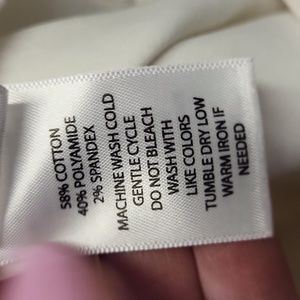 58% COTTON
40% POLYAMIDE
2% SPANDEX
MACHINE WASH COLD
GENTLE CYCLE
DO NOT BLEACH
WASH WITH
LIKE COLORS
TUMBLE DRY LOW
WARM IRON IF
NEEDED